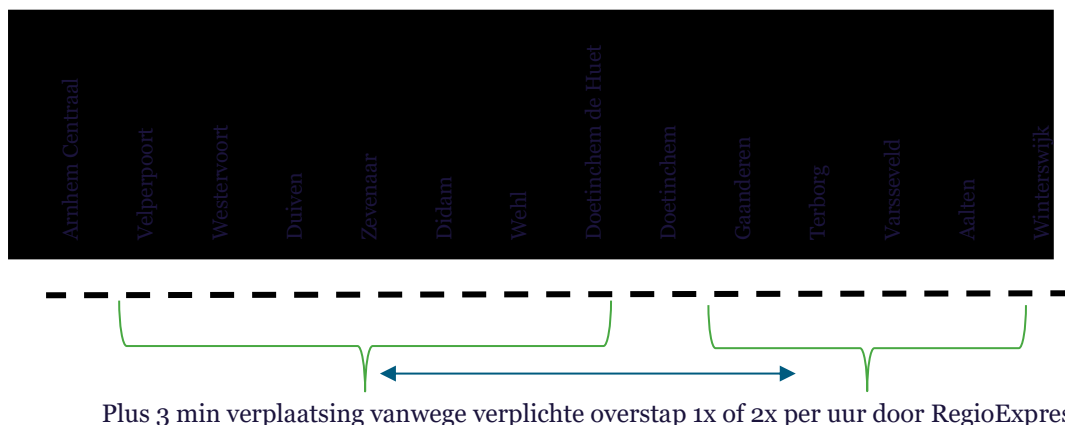 Arnhem Centraal
Velperpoort
Westervoort
Duiven
Zevenaar
Didam
Wehl
Doetinchem de Huet
Doetinchem
Gaanderen
Terborg
Varsseveld
Aalten
Winterswijk
Plus 3 min verplaatsing vanwege verplichte overstap 1x of 2x per uur door RegioExpres